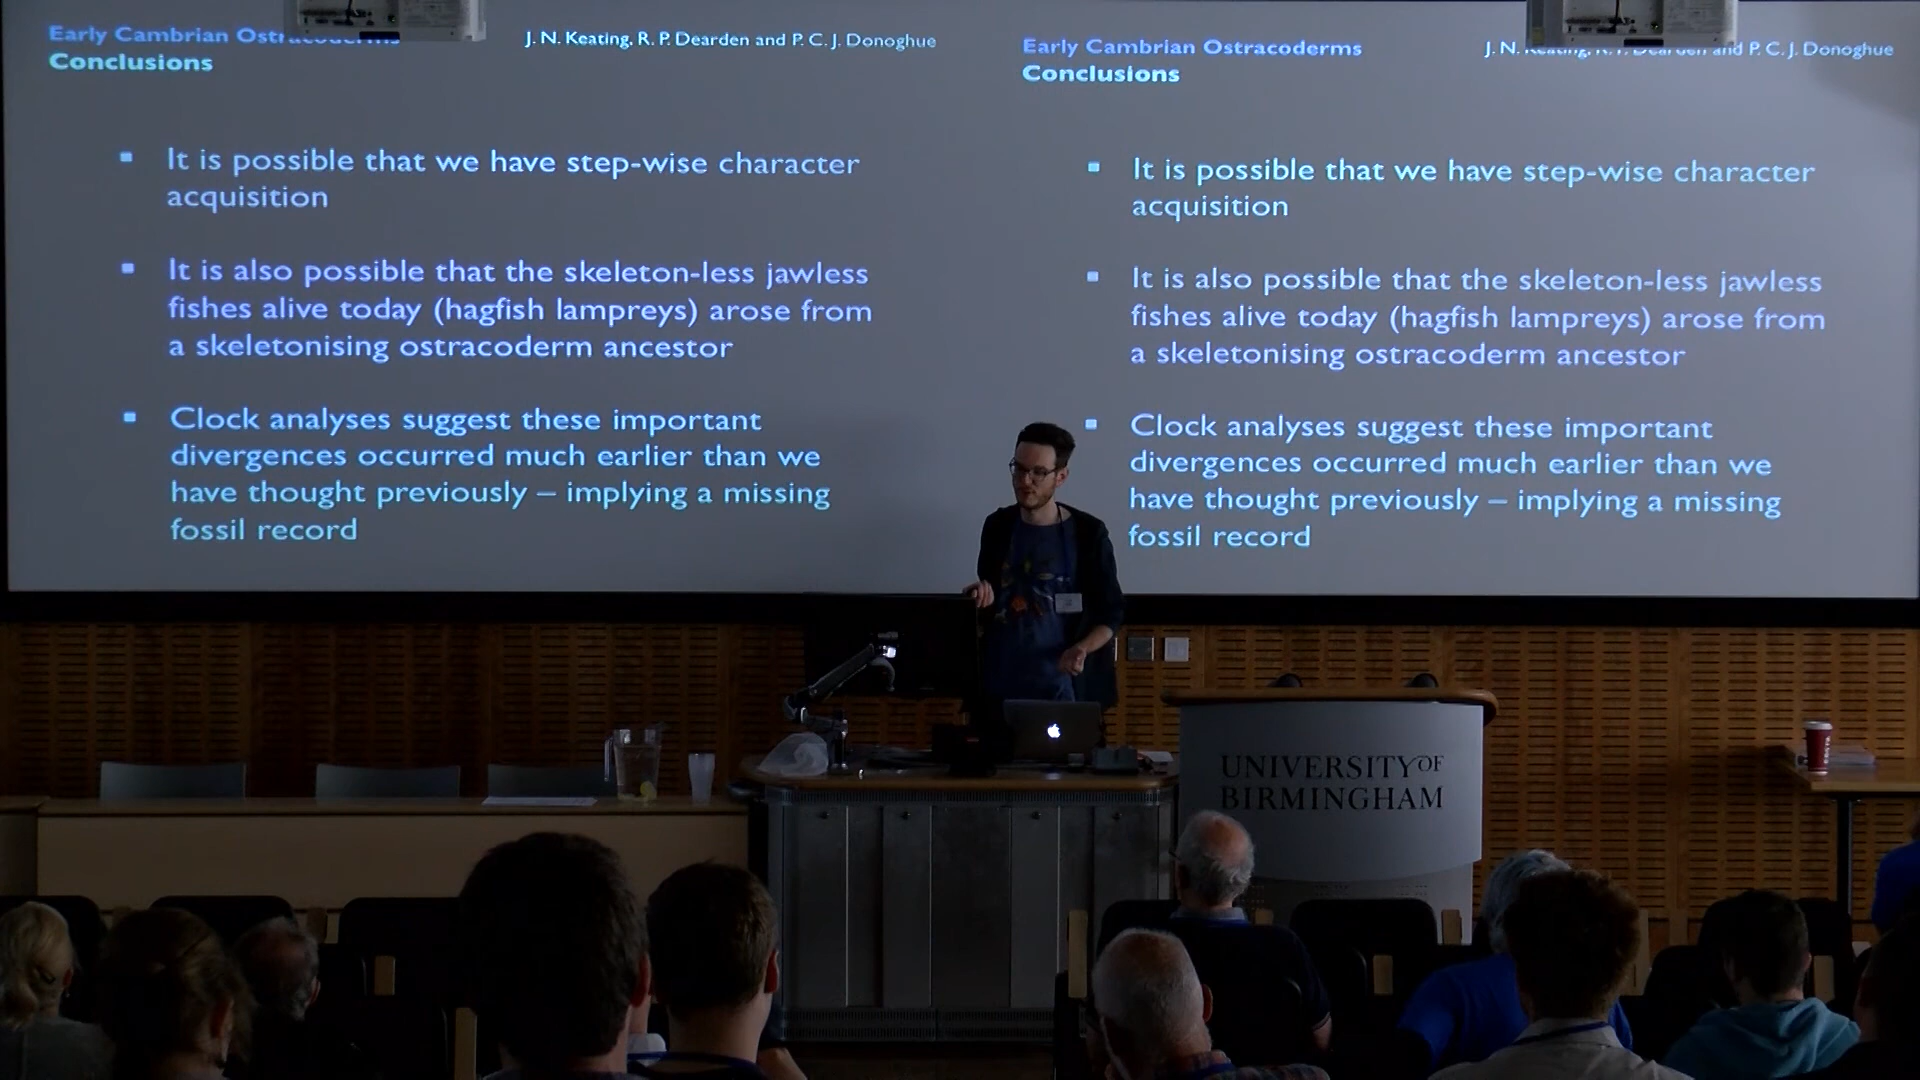 Early Cambrian Ostracoderms
Conclusions
J. N. Keating, R. P. Dearden and P. C. J. Donoghue
It is possible that we have step-wise character
acquisition
It is also possible that the skeleton-less jawless
fishes alive today (hagfish lampreys) arose from
a skeletonising ostracoderm ancestor
Clock analyses suggest these important
divergences occurred much earlier than we
have thought previously – implying a missing
fossil record
Early Cambrian Ostracoderms
Conclusions
J. N. Keating, R. P. Dearden and P. C. J. Donoghue
It is possible that we have step-wise character
acquisition
It is also possible that the skeleton-less jawless
fishes alive today (hagfish lampreys) arose from
a skeletonising ostracoderm ancestor
Clock analyses suggest these important
divergences occurred much earlier than we
have thought previously – implying a missing
fossil record
UNIVERSITY OF
BIRMINGHAM
COSTA